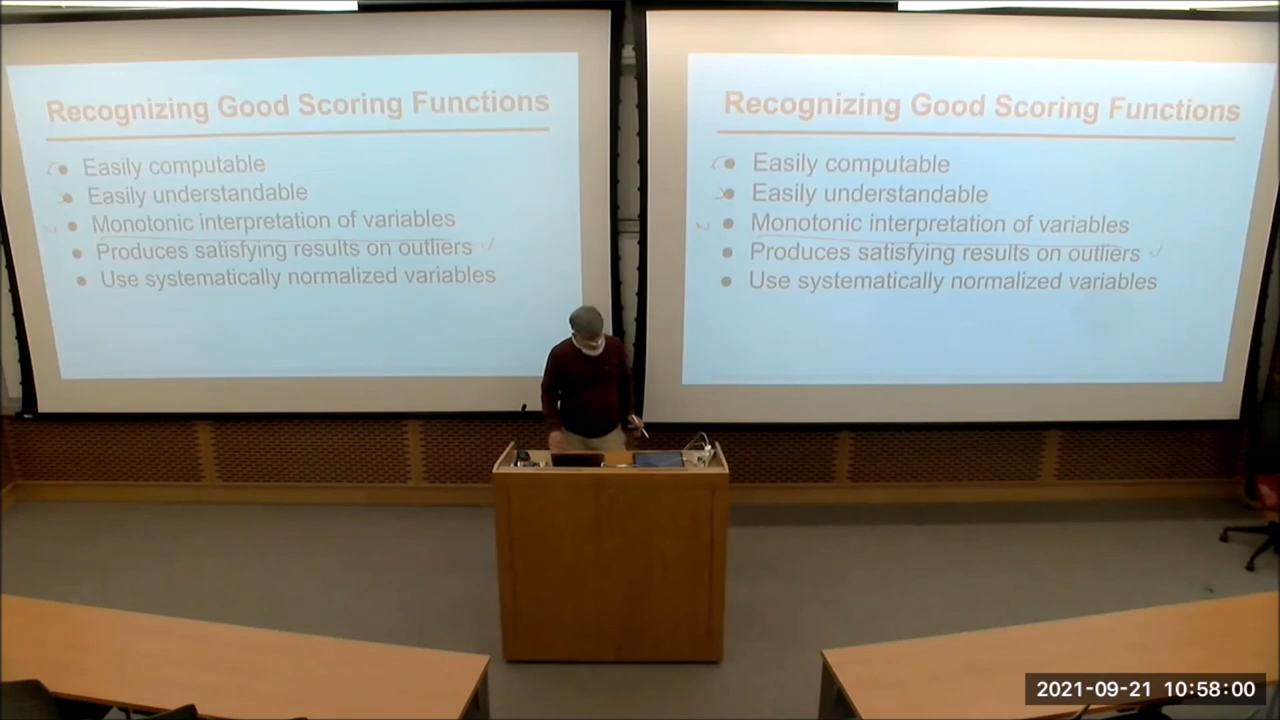 Recognizing Good Scoring Functions
• Easily computable
• Easily understandable
• Monotonic interpretation of variables
• Produces satisfying results on outliers
• Use systematically normalized variables
Recognizing Good Scoring Functions
• Easily computable
• Easily understandable
• Monotonic interpretation of variables
• Produces satisfying results on outliers
• Use systematically normalized variables
2021-09-21 10:58:00